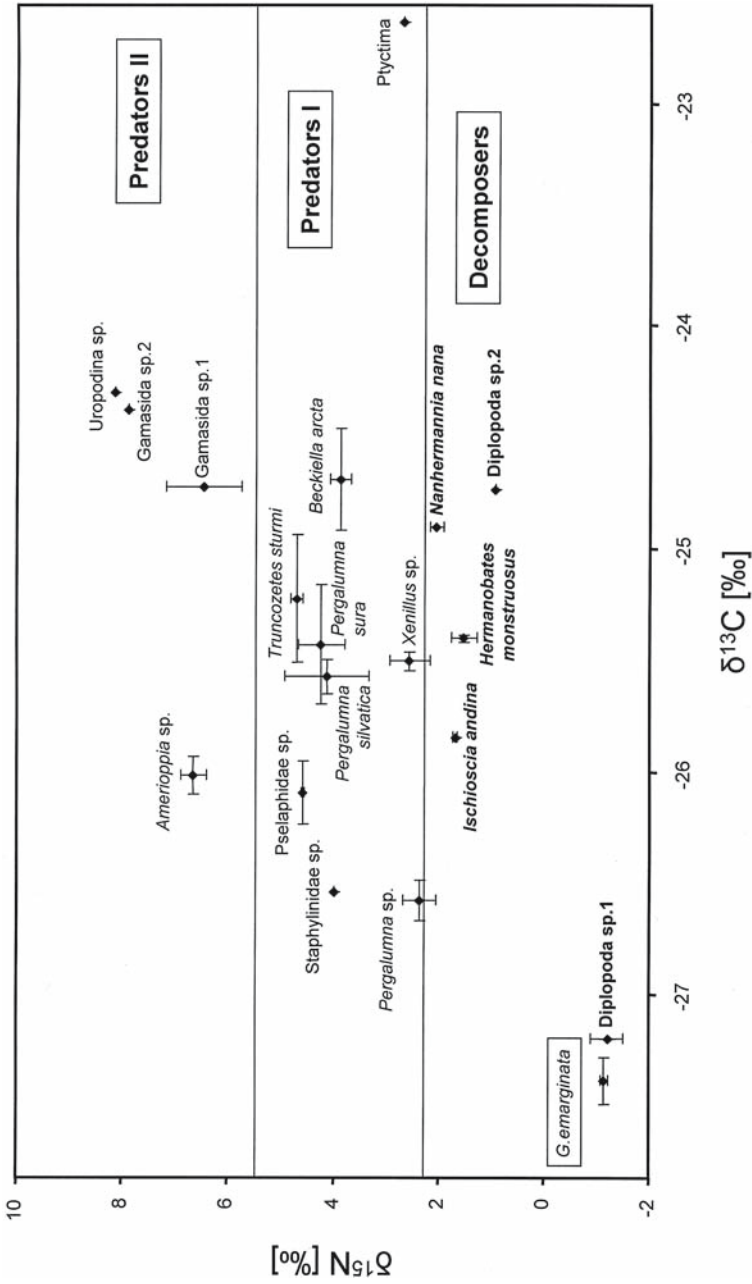 10
8
6
4
2
0
-2
δ15N [‰]
-27
-26
-25
-24
-23
δ13C [‰]
Predators II
Predators I
Decomposers
Uropodina sp.
Gamasida sp.2
Gamasida sp.1
Amerioppia sp.
Truncozetes sturmi
Beckiella arcta
Pergalumna
sura
Pergalumna
silvatica
Pselaphidae sp.
Staphylinidae sp.
Xenillus sp.
Pergalumna sp.
Ptyctima
Nanhermannia nana
Diplopoda sp.2
Hermanobates
monstruosus
Ischioscia andina
G.emarginata
Diplopoda sp.1